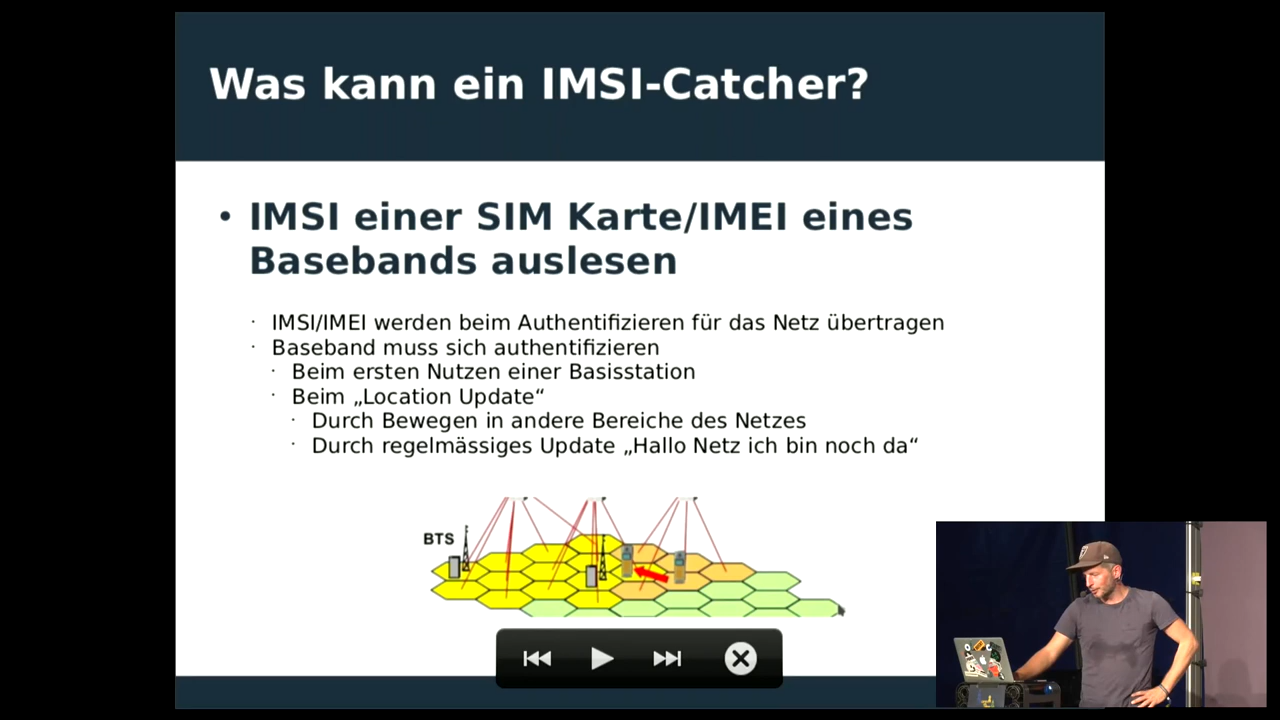 Was kann ein IMSI-Catcher?
• IMSI einer SIM Karte/IMEI eines
Basebands auslesen
· IMSI/IMEI werden beim Authentifizieren für das Netz übertragen
· Baseband muss sich authentifizieren
· Beim ersten Nutzen einer Basisstation
· Beim „Location Update“
· Durch Bewegen in andere Bereiche des Netzes
· Durch regelmässiges Update „Hallo Netz ich bin noch da“
BTS